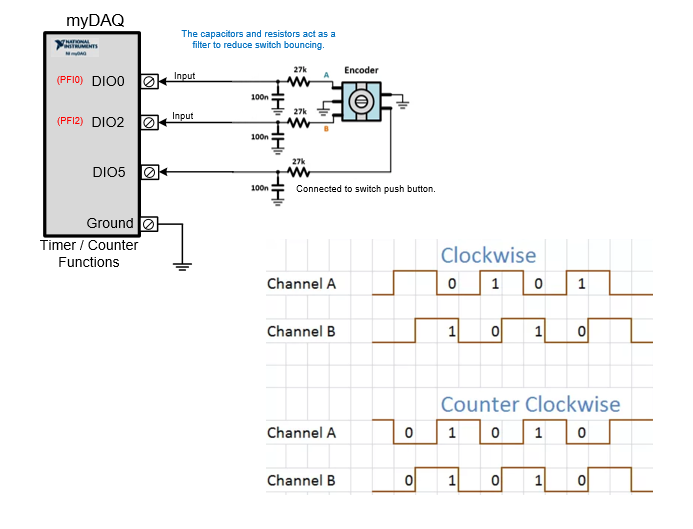 myDAQ
The capacitors and resistors act as a
filter to reduce switch bouncing.
NATIONAL
INSTRUMENTS
NI myDAQ
(PFI0) DIO0
Input
27k
A
Encoder
100n
(PFI2) DIO2
Input
27k
B
100n
DIO5
27k
100n
Connected to switch push button.
Ground
Timer / Counter
Functions
Clockwise
Channel A 0 1 0 1
Channel B 1 0 1 0
Counter Clockwise
Channel A 0 1 0 1 0
Channel B 0 1 0 1 0